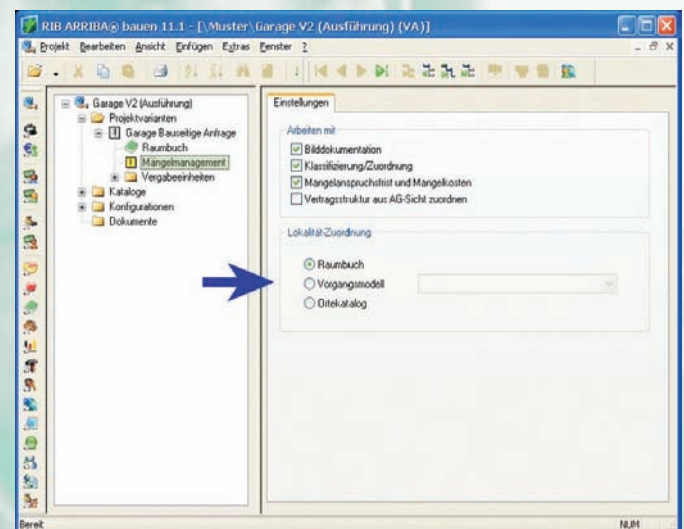 RIB ARRIBA® bauen 11.1 - [\Muster\Garage V2 (Ausführung) (VA)]
Projekt Bearbeiten Ansicht Einfügen Extras Fenster ?
Garage V2 (Ausführung)
Projektvarianten
Garage Bauseitige Anfrage
Raumbuch
Mängelmanagement
Vergabeeinheiten
Kataloge
Konfigurationen
Dokumente
Einstellungen
Arbeiten mit
Bilddokumentation
Klassifizierung/Zuordnung
Mangelanspruchsfrist und Mangelkosten
Vertragsstruktur aus AG-Sicht zuordnen
Lokalität-Zuordnung
Raumbuch
Vorgangsmodell
Ortekatalog
Bereit
NUM